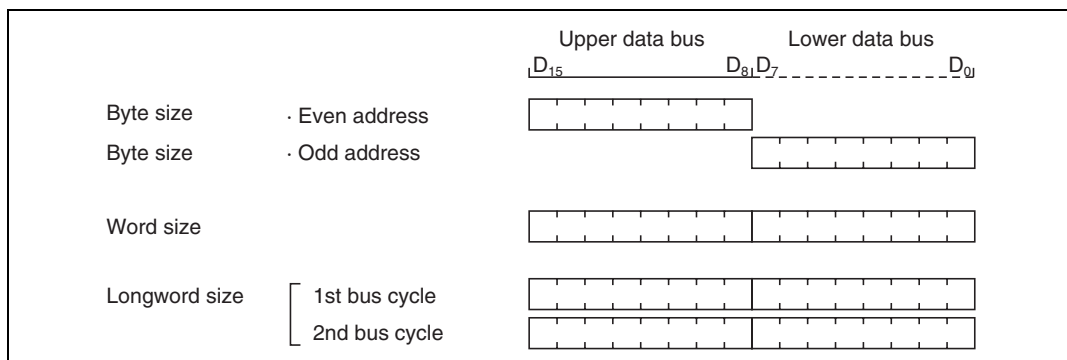 Upper data bus Lower data bus
D15 D8 D7 D0
Byte size · Even address
Byte size · Odd address
Word size
Longword size 1st bus cycle
2nd bus cycle